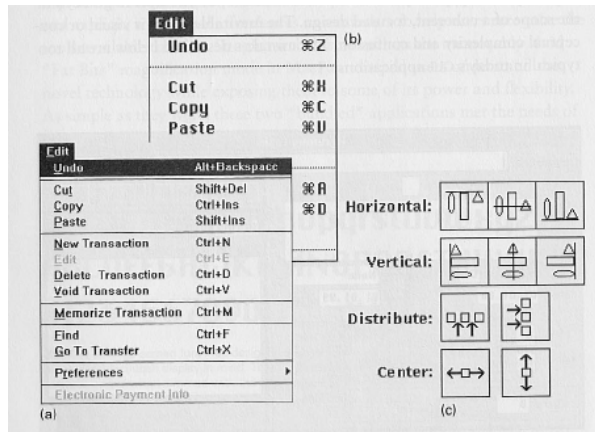 Edit
(b)
Undo ⌘Z
Cut ⌘X
Copy ⌘C
Paste ⌘V
⌘A
⌘D
Edit
Undo Alt+Backspace
Cut Shift+Del
Copy Ctrl+Ins
Paste Shift+Ins
New Transaction Ctrl+N
Edit Ctrl+E
Delete Transaction Ctrl+D
Void Transaction Ctrl+V
Memorize Transaction Ctrl+M
Find Ctrl+F
Go To Transfer Ctrl+X
Preferences
Electronic Payment Info
(a)
Horizontal:
Vertical:
Distribute:
Center:
(c)